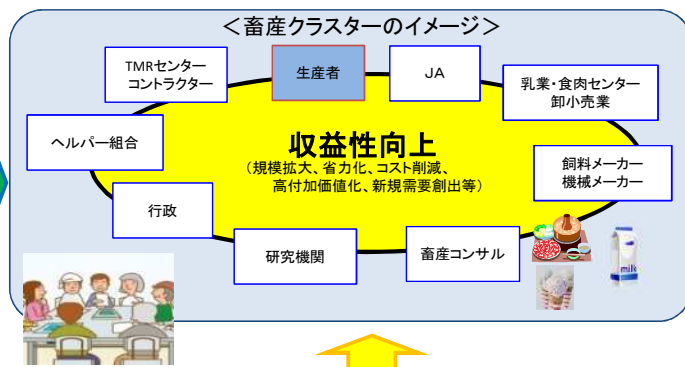 ＜畜産クラスターのイメージ＞
TMRセンター
コントラクター
生産者
JA
乳業・食肉センター
卸小売業
ヘルパー組合
収益性向上
（規模拡大、省力化、コスト削減、
高付加価値化、新規需要創出等）
飼料メーカー
機械メーカー
行政
研究機関
畜産コンサル
milk